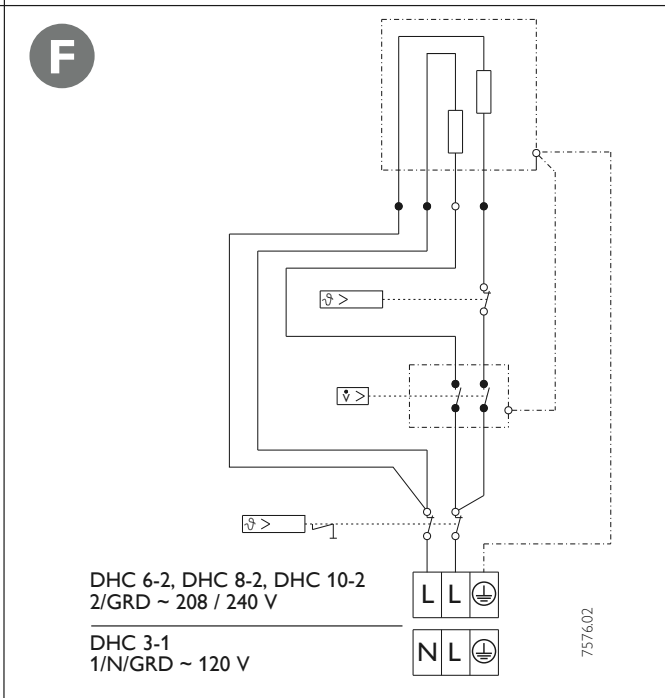 F
ϑ >
v̇ >
ϑ >
DHC 6-2, DHC 8-2, DHC 10-2
2/GRD ~ 208 / 240 V
L L
DHC 3-1
1/N/GRD ~ 120 V
N L
7576.02